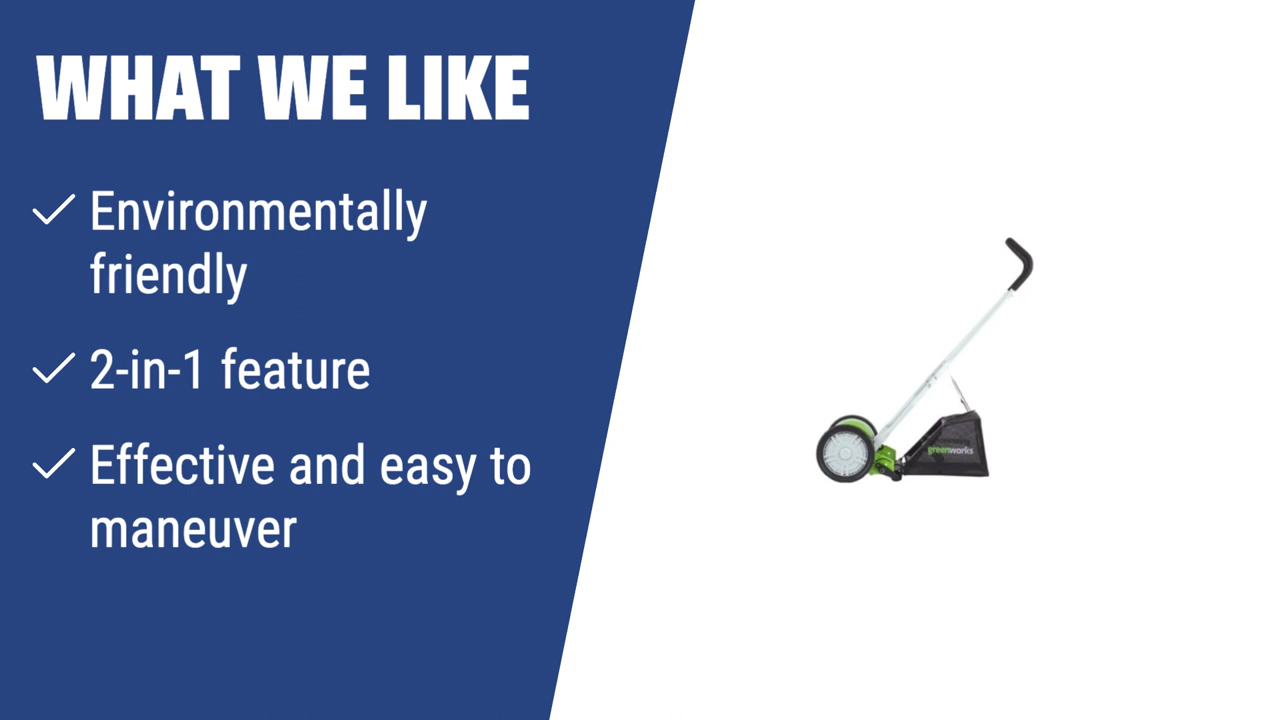 WHAT WE LIKE
Environmentally
friendly
2-in-1 feature
Effective and easy to
maneuver
greenworks